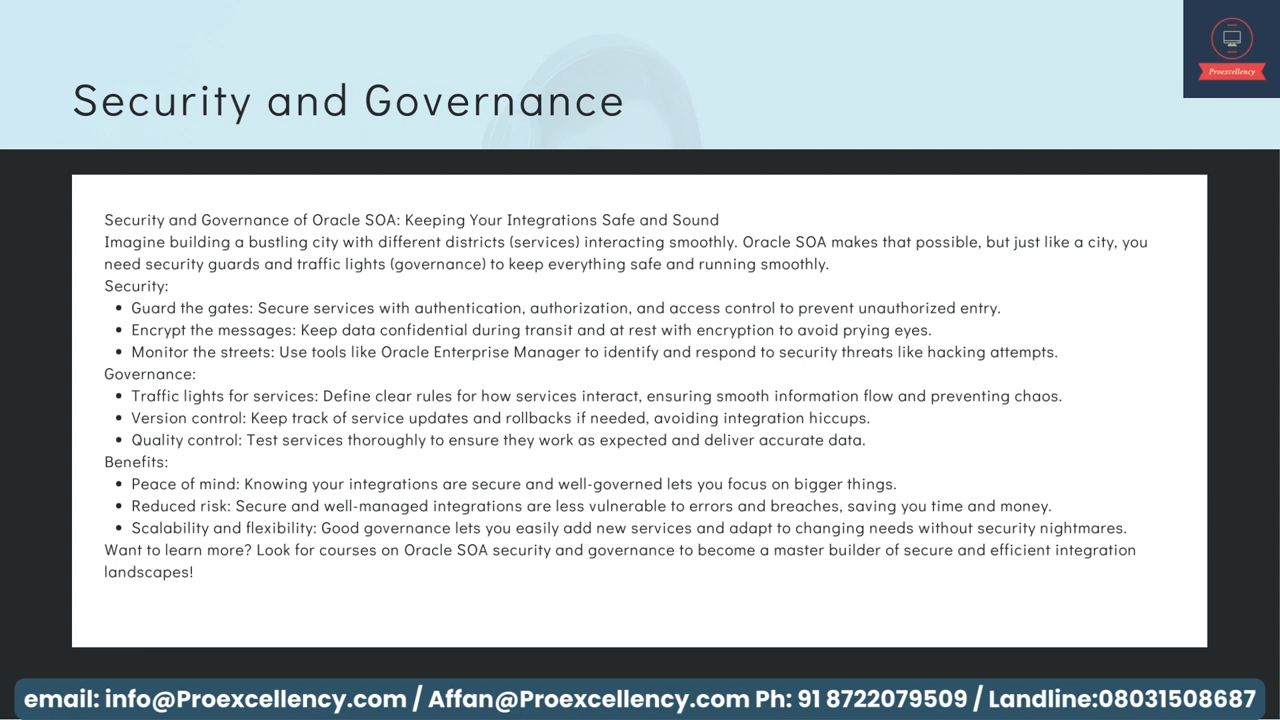 Proexcellency
Security and Governance
Security and Governance of Oracle SOA: Keeping Your Integrations Safe and Sound
Imagine building a bustling city with different districts (services) interacting smoothly. Oracle SOA makes that possible, but just like a city, you
need security guards and traffic lights (governance) to keep everything safe and running smoothly.
Security:
• Guard the gates: Secure services with authentication, authorization, and access control to prevent unauthorized entry.
• Encrypt the messages: Keep data confidential during transit and at rest with encryption to avoid prying eyes.
• Monitor the streets: Use tools like Oracle Enterprise Manager to identify and respond to security threats like hacking attempts.
Governance:
• Traffic lights for services: Define clear rules for how services interact, ensuring smooth information flow and preventing chaos.
• Version control: Keep track of service updates and rollbacks if needed, avoiding integration hiccups.
• Quality control: Test services thoroughly to ensure they work as expected and deliver accurate data.
Benefits:
• Peace of mind: Knowing your integrations are secure and well-governed lets you focus on bigger things.
• Reduced risk: Secure and well-managed integrations are less vulnerable to errors and breaches, saving you time and money.
• Scalability and flexibility: Good governance lets you easily add new services and adapt to changing needs without security nightmares.
Want to learn more? Look for courses on Oracle SOA security and governance to become a master builder of secure and efficient integration
landscapes!
email: info@Proexcellency.com / Affan@Proexcellency.com Ph: 91 8722079509 / Landline:08031508687